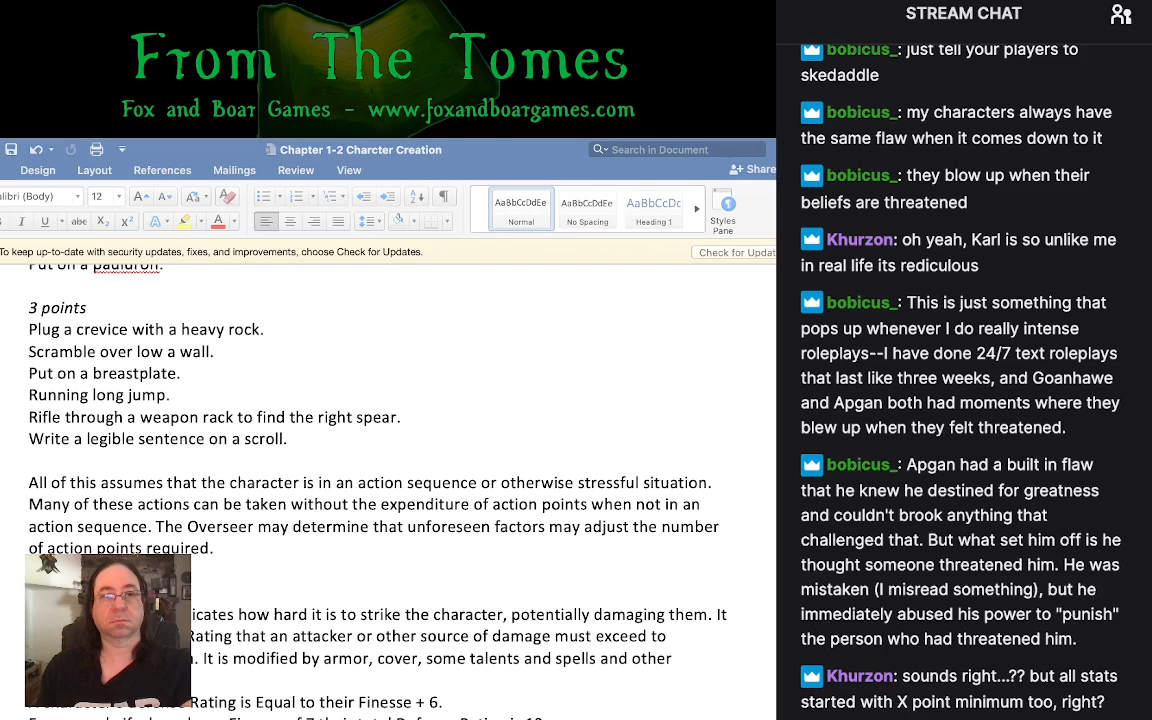 From The Tomes
Fox and Boar Games - www.foxandboargames.com
Chapter 1-2 Charcter Creation
Search in Document
Design Layout References Mailings Review View
Share
alibri (Body) 12
AaBbCcDdEe AaBbCcDdEe AaBbCcDc
Normal No Spacing Heading 1
Styles
Pane
To keep up-to-date with security updates, fixes, and improvements, choose Check for Updates.
Check for Updat
Put on a pauldron.
3 points
Plug a crevice with a heavy rock.
Scramble over low a wall.
Put on a breastplate.
Running long jump.
Rifle through a weapon rack to find the right spear.
Write a legible sentence on a scroll.
All of this assumes that the character is in an action sequence or otherwise stressful situation.
Many of these actions can be taken without the expenditure of action points when not in an
action sequence. The Overseer may determine that unforeseen factors may adjust the number
of action points required.
icates how hard it is to strike the character, potentially damaging them. It
Rating that an attacker or other source of damage must exceed to
. It is modified by armor, cover, some talents and spells and other
Rating is Equal to their Finesse + 6.
STREAM CHAT
bobicus_: just tell your players to
skedaddle
bobicus_: my characters always have
the same flaw when it comes down to it
bobicus_: they blow up when their
beliefs are threatened
Khurzon: oh yeah, Karl is so unlike me
in real life its rediculous
bobicus_: This is just something that
pops up whenever I do really intense
roleplays--I have done 24/7 text roleplays
that last like three weeks, and Goanhawe
and Apgan both had moments where they
blew up when they felt threatened.
bobicus_: Apgan had a built in flaw
that he knew he destined for greatness
and couldn't brook anything that
challenged that. But what set him off is he
thought someone threatened him. He was
mistaken (I misread something), but he
immediately abused his power to "punish"
the person who had threatened him.
Khurzon: sounds right...?? but all stats
started with X point minimum too, right?